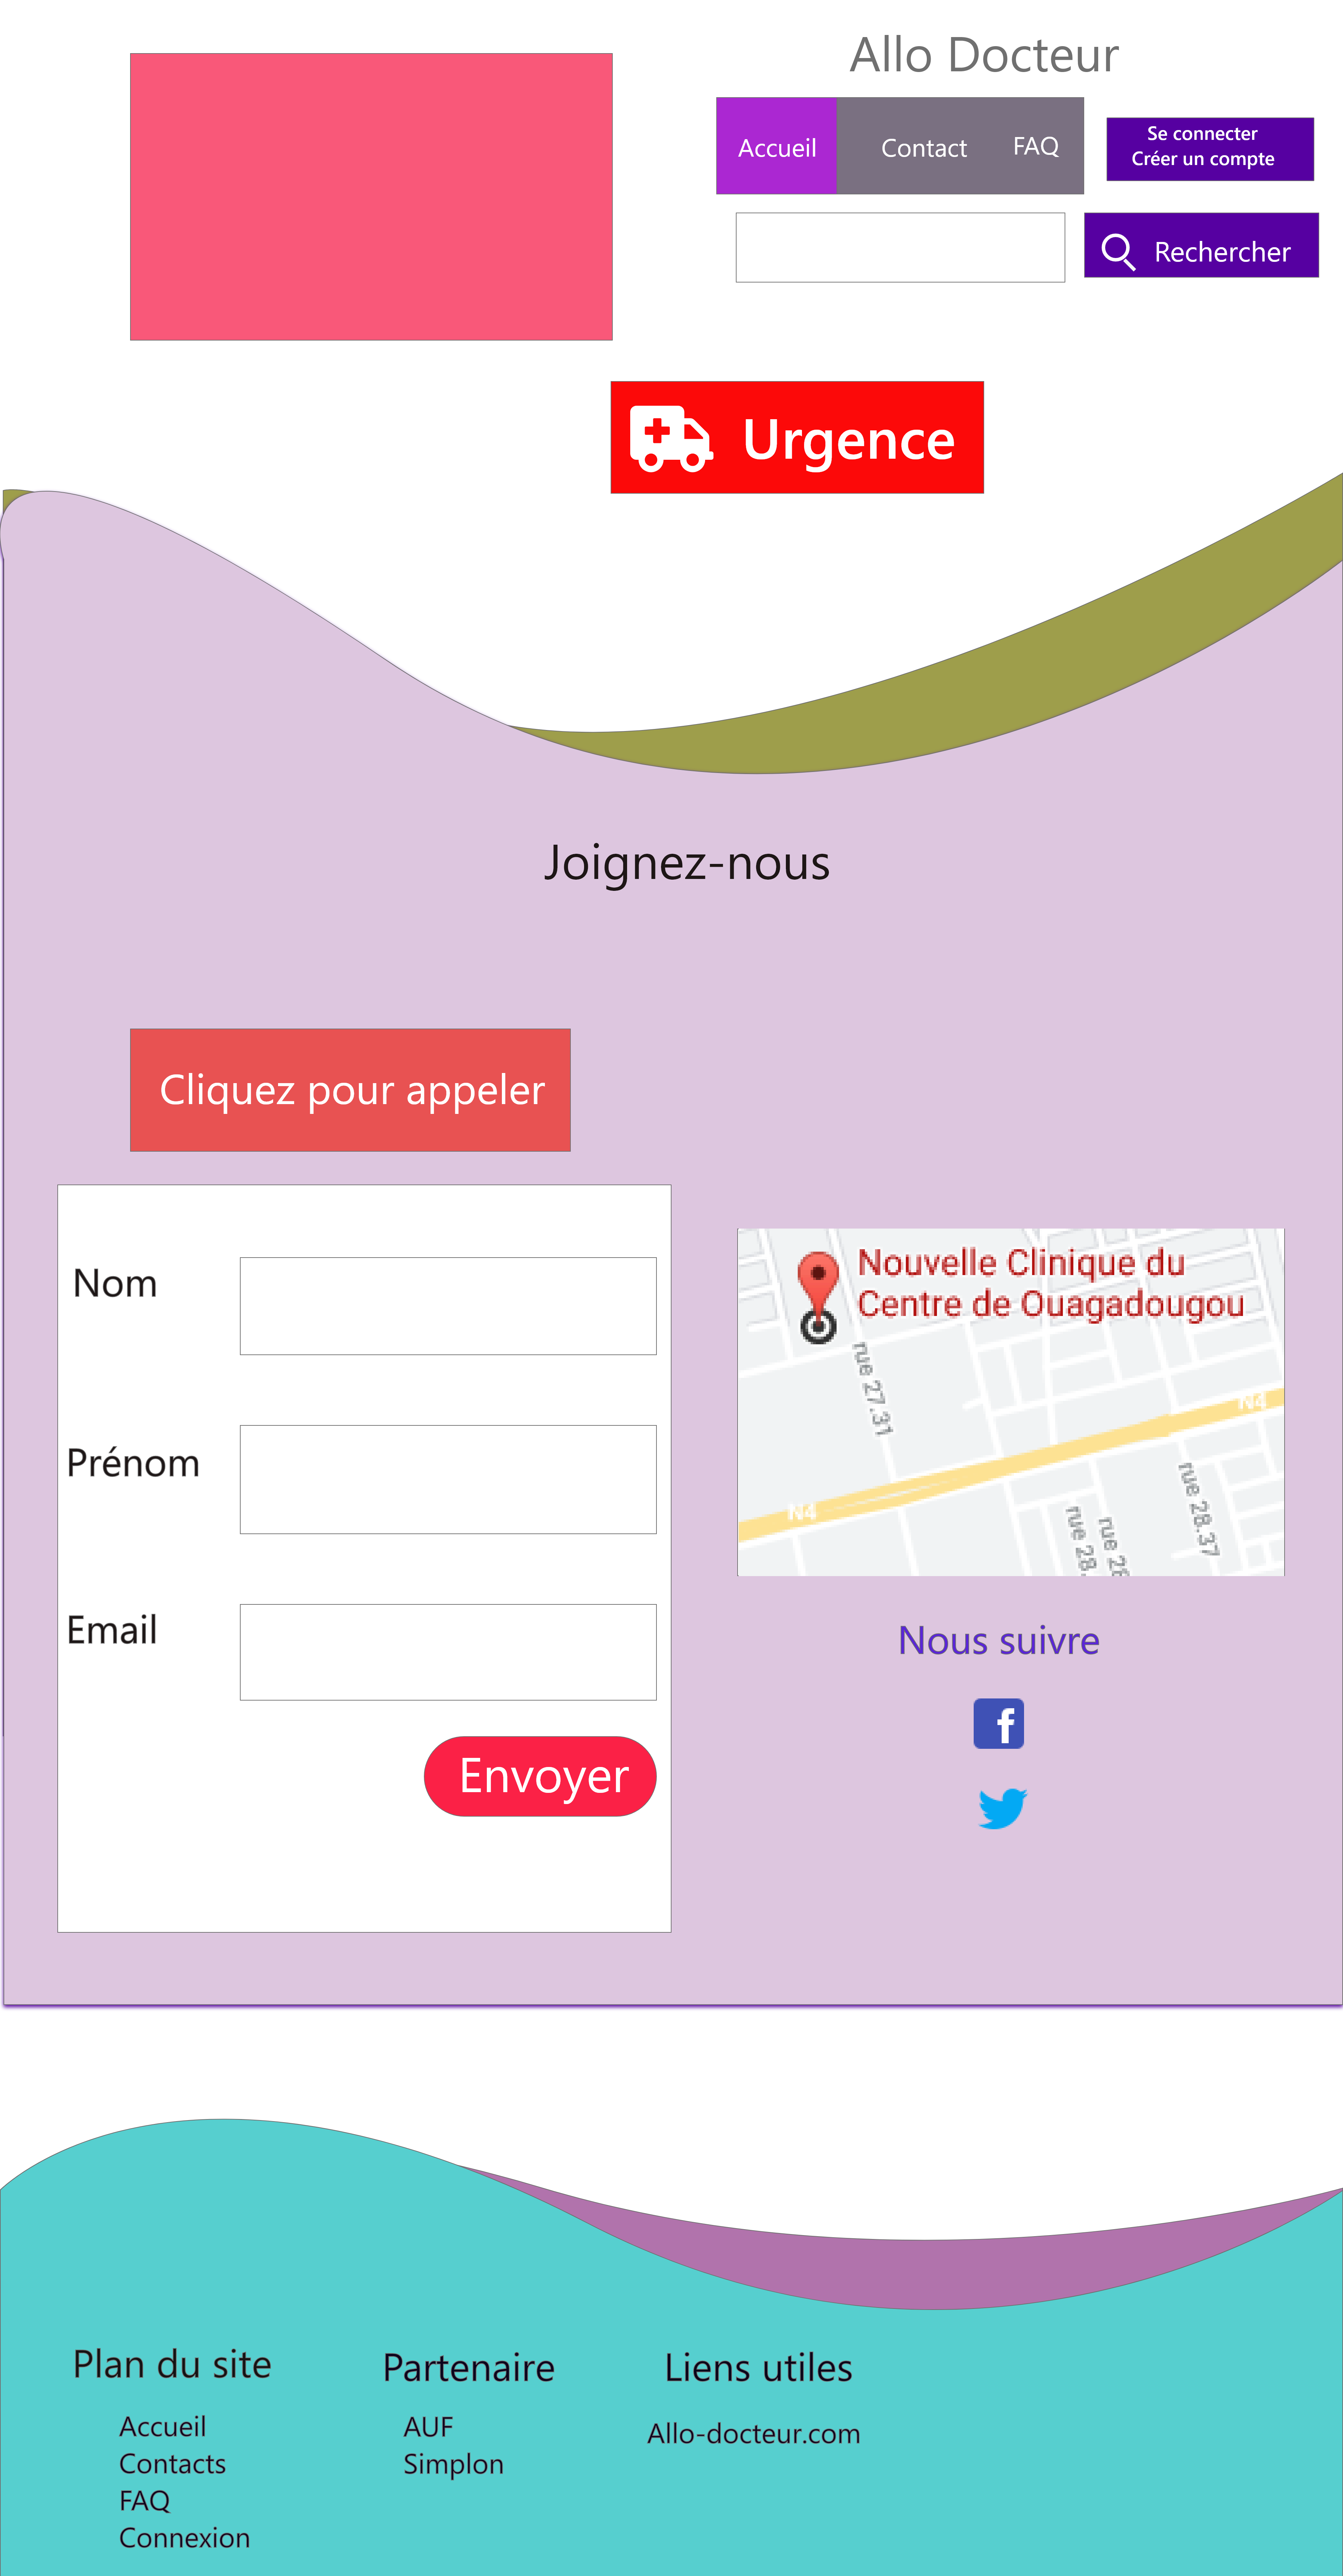 Allo Docteur
Accueil
Contact
FAQ
Se connecter
Créer un compte
Rechercher
Urgence
Joignez-nous
Cliquez pour appeler
Nom
Prénom
Email
Envoyer
Nouvelle Clinique du
Centre de Ouagadougou
rue 27.31
N4
N4
rue 28.37
rue 28.
rue 28
Nous suivre
Plan du site
Accueil
Contacts
FAQ
Connexion
Partenaire
AUF
Simplon
Liens utiles
Allo-docteur.com